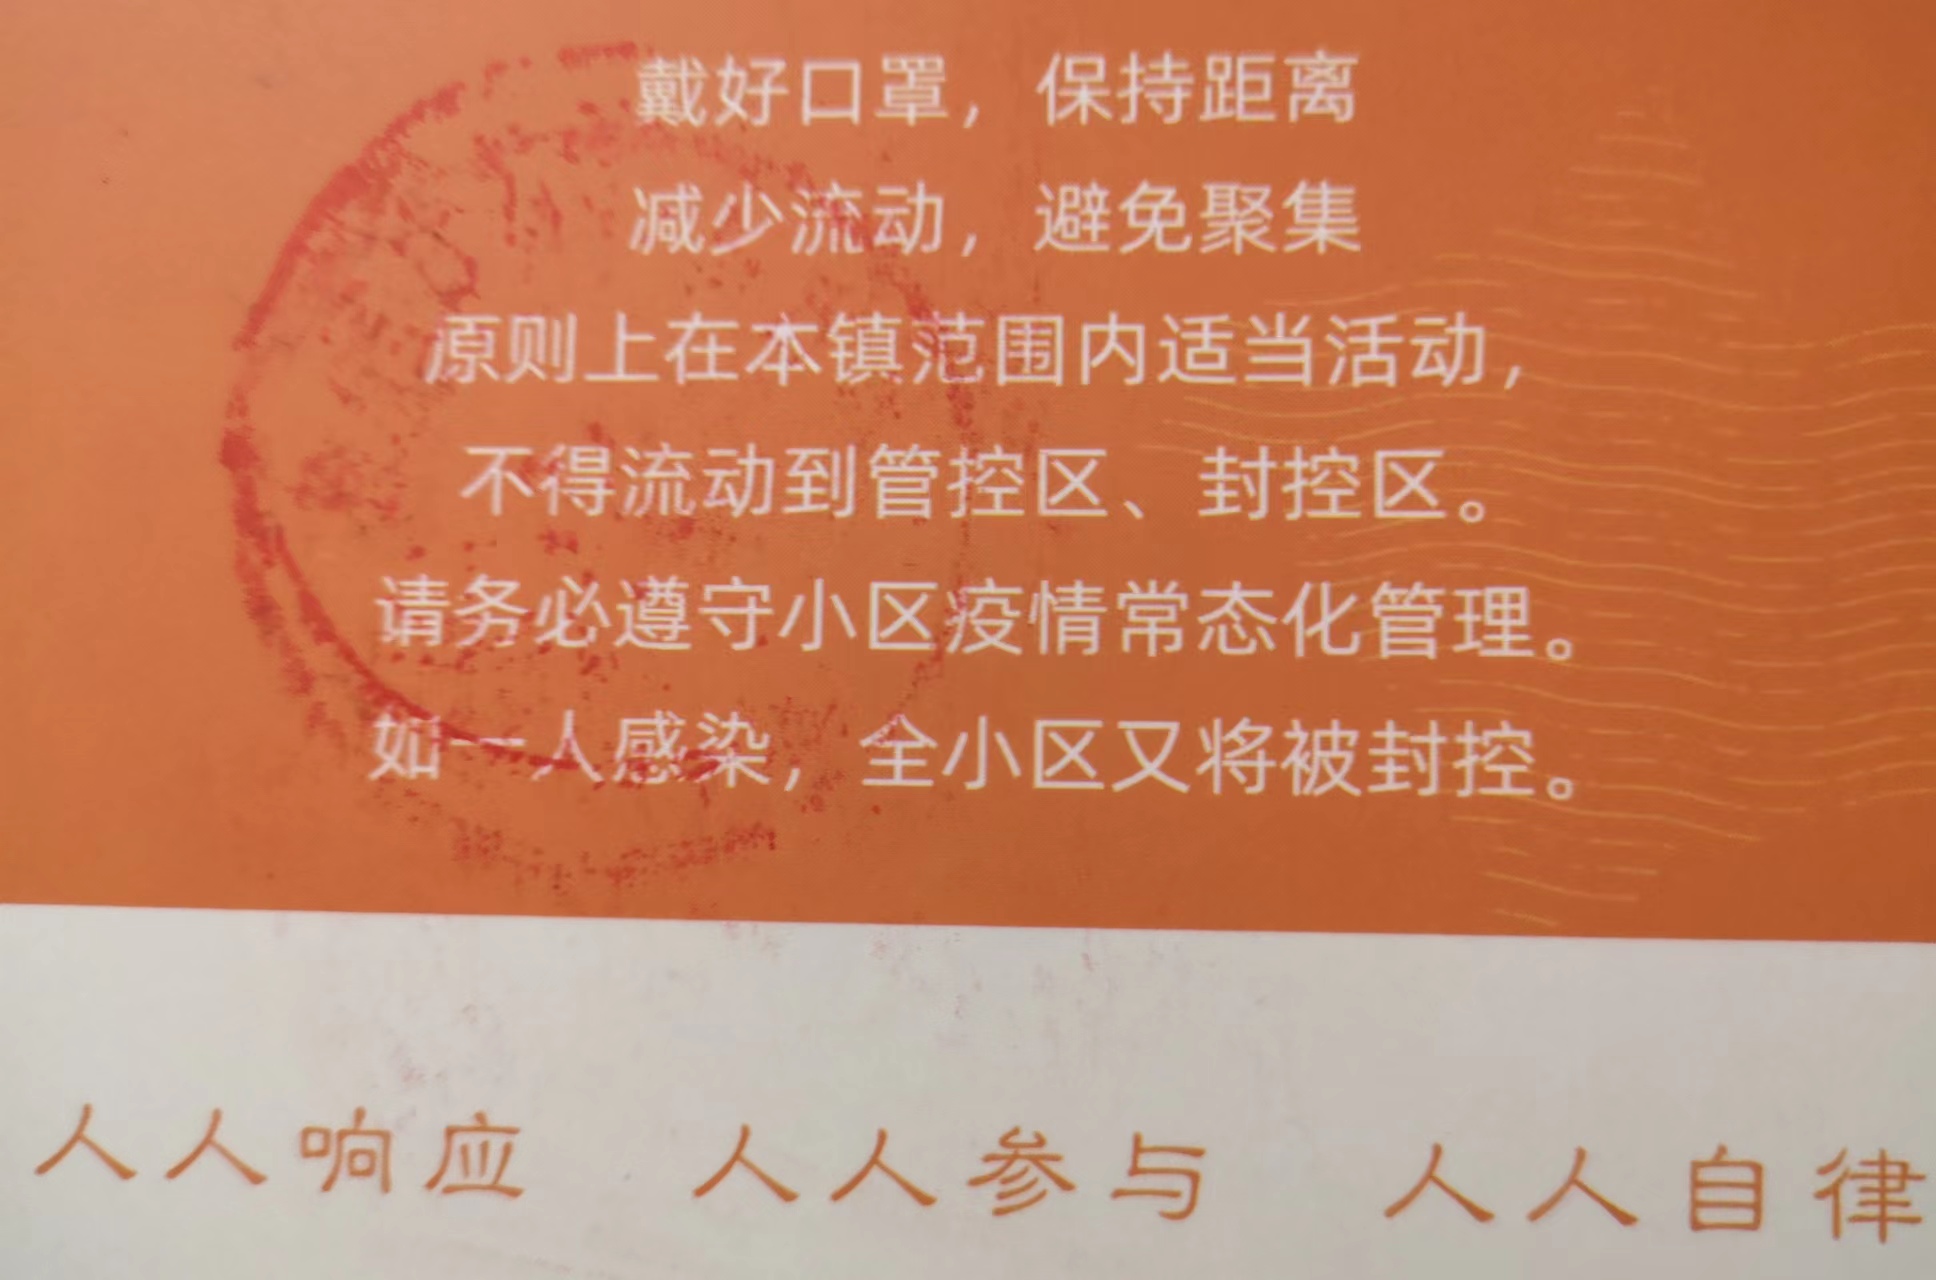 戴好口罩，保持距离
减少流动，避免聚集
原则上在本镇范围内适当活动，
不得流动到管控区、封控区。
请务必遵守小区疫情常态化管理。
如一人感染，全小区又将被封控。
人人响应 人人参与 人人自律